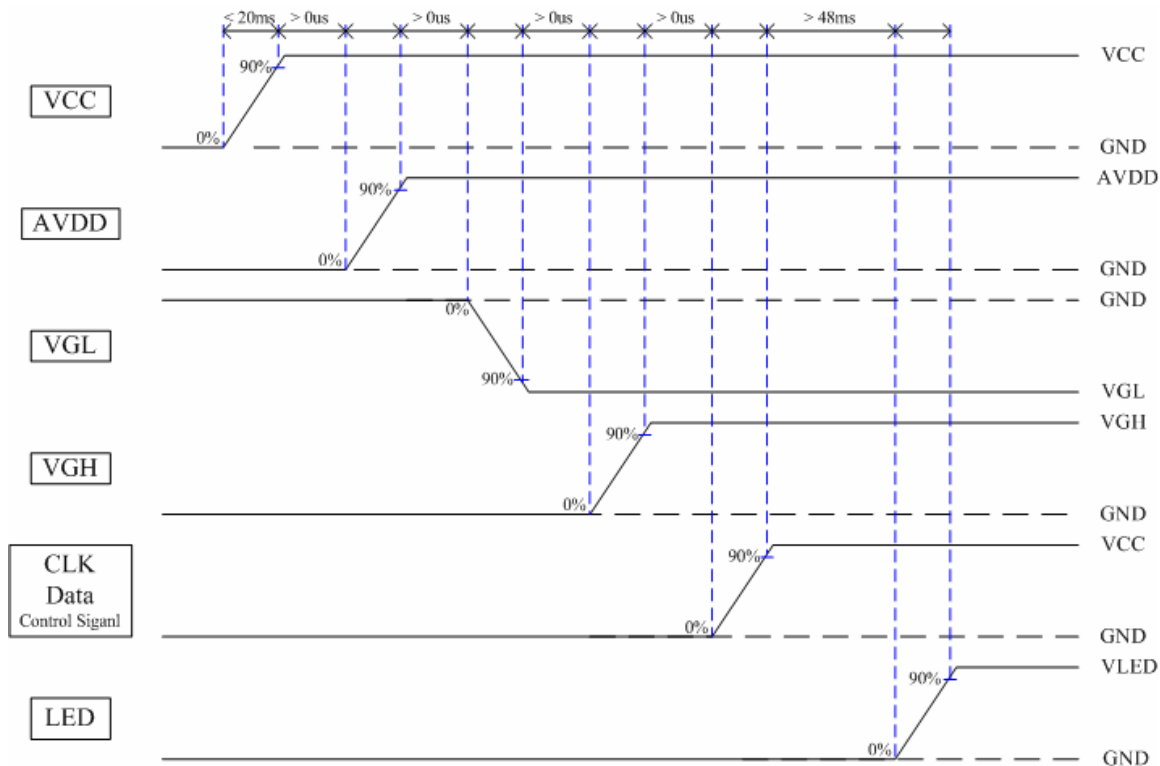 < 20ms > 0us > 0us > 0us > 0us > 48ms
VCC
90%
0%
VCC
GND
AVDD
90%
0%
AVDD
GND
VGL
0%
90%
GND
VGL
VGH
90%
0%
VGH
GND
CLK
Data
Control Siganl
90%
0%
VCC
GND
LED
90%
0%
VLED
GND